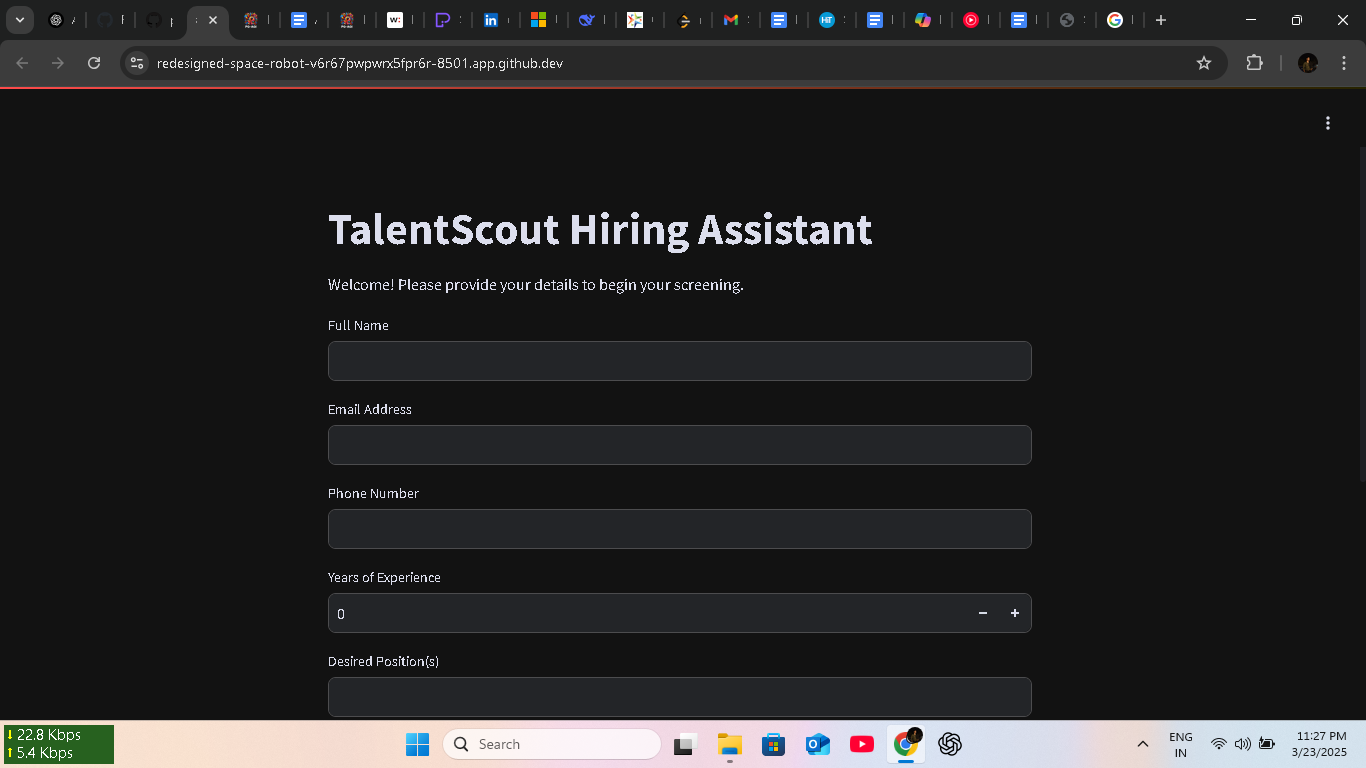 redesigned-space-robot-v6r67pwpwrx5fpr6r-8501.app.github.dev
TalentScout Hiring Assistant
Welcome! Please provide your details to begin your screening.
Full Name
Email Address
Phone Number
Years of Experience
0
Desired Position(s)
22.8 Kbps
5.4 Kbps
Search
ENG
IN
11:27 PM
3/23/2025